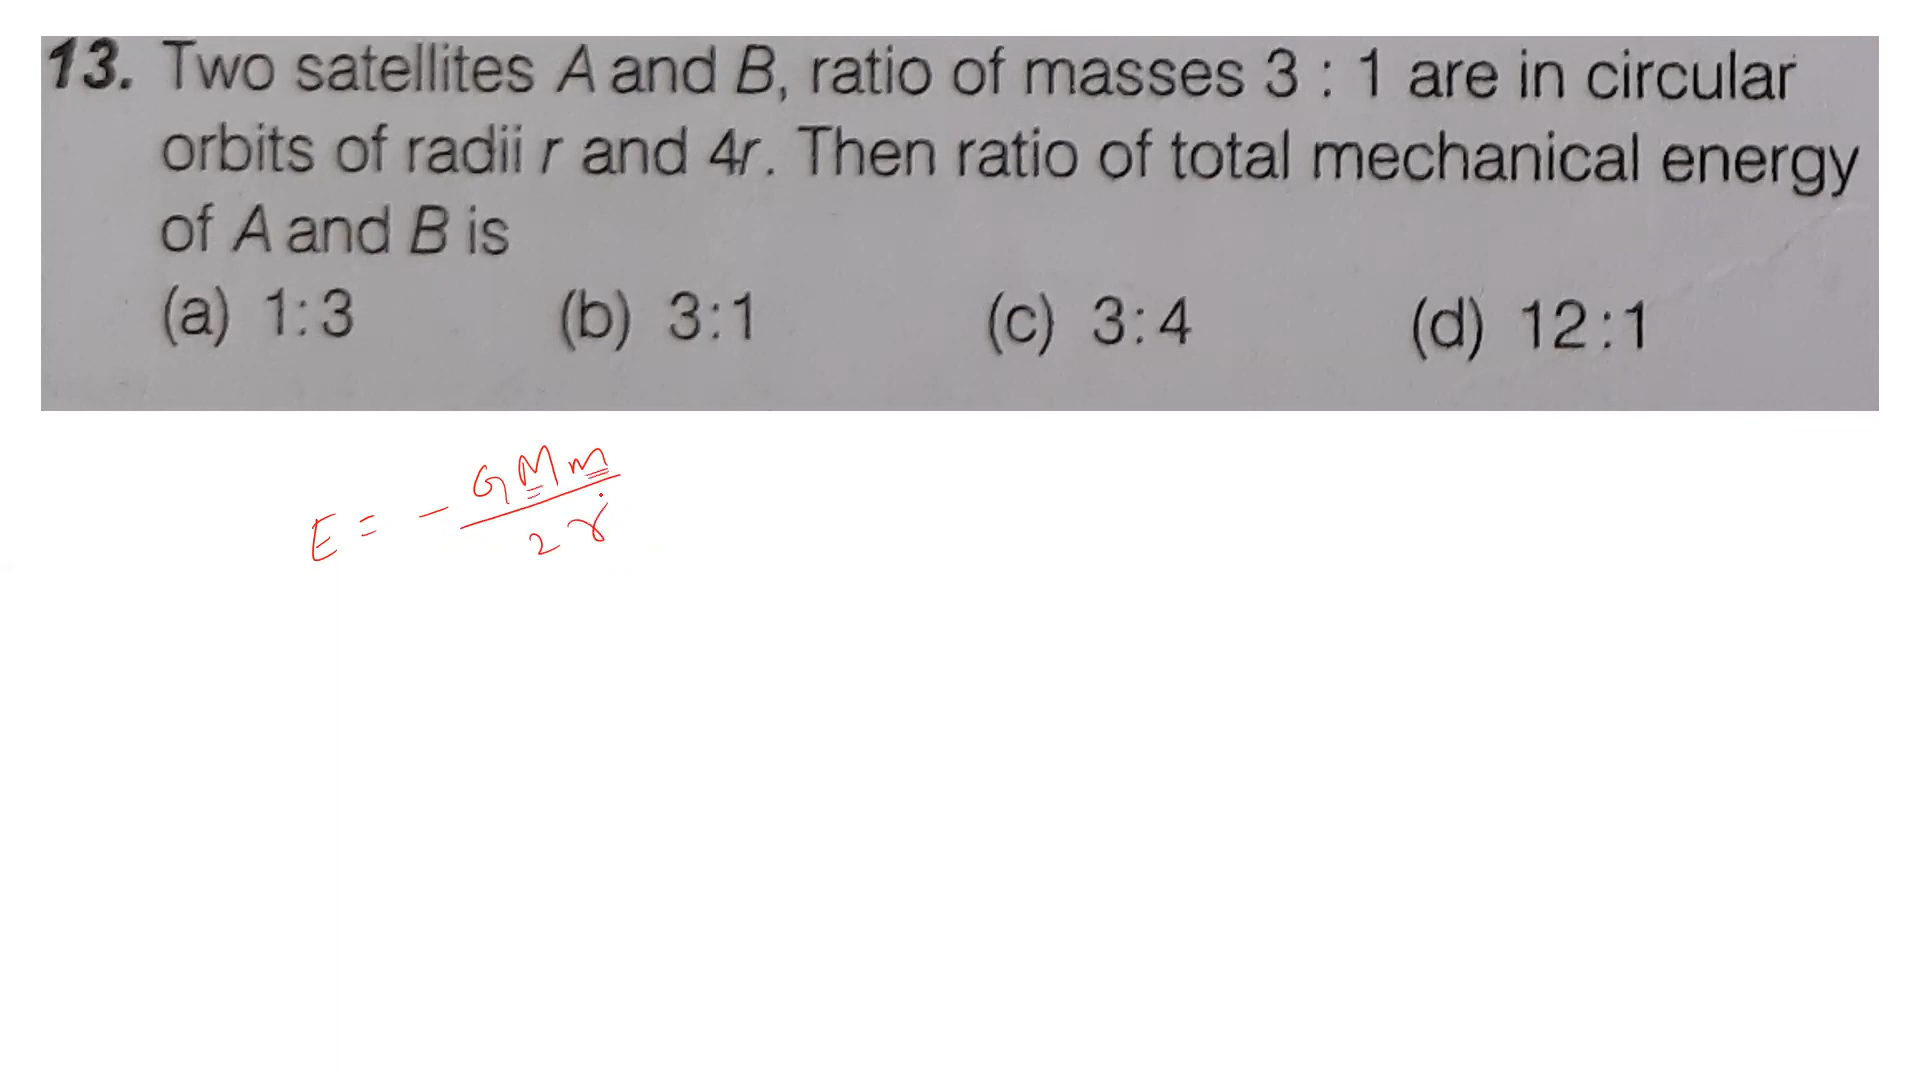 13. Two satellites A and B, ratio of masses 3 : 1 are in circular
orbits of radii r and 4r. Then ratio of total mechanical energy
of A and B is
(a) 1:3 (b) 3:1 (c) 3:4 (d) 12:1
E = - GMm / 2r